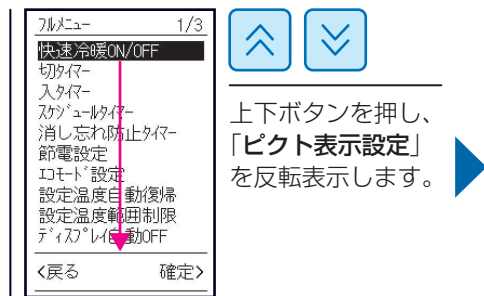 フルメニュー 1/3
快速冷暖ON/OFF
切タイマー
入タイマー
スケジュールタイマー
消し忘れ防止タイマー
節電設定
エコモード設定
設定温度自動復帰
設定温度範囲制限
ディスプレイ自動OFF
<戻る 確定>
上下ボタンを押し、
「ピクト表示設定」
を反転表示します。